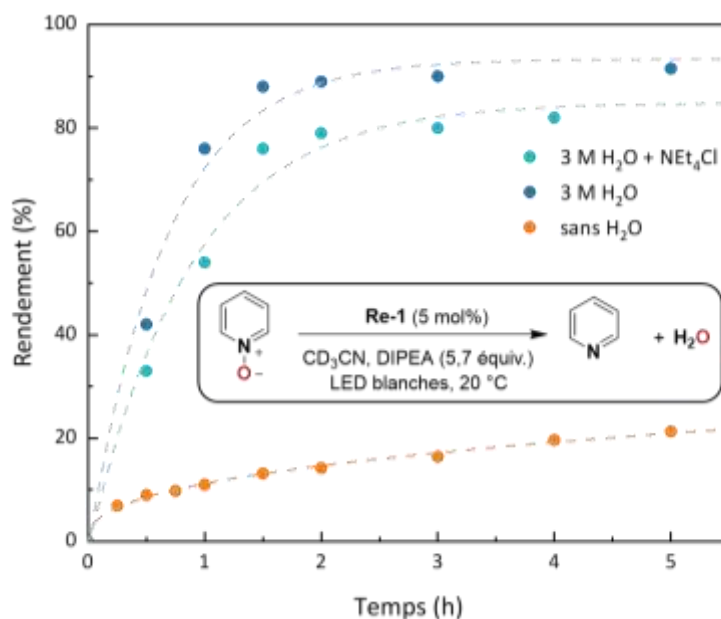 100
80
60
40
20
0
0
1
2
3
4
5
Rendement (%)
Temps (h)
3 M H₂O + NEt₄Cl
3 M H₂O
sans H₂O
Re-1 (5 mol%)
CD₃CN, DIPEA (5,7 équiv.)
LED blanches, 20 °C
N⁺
O⁻
N
+ H₂O